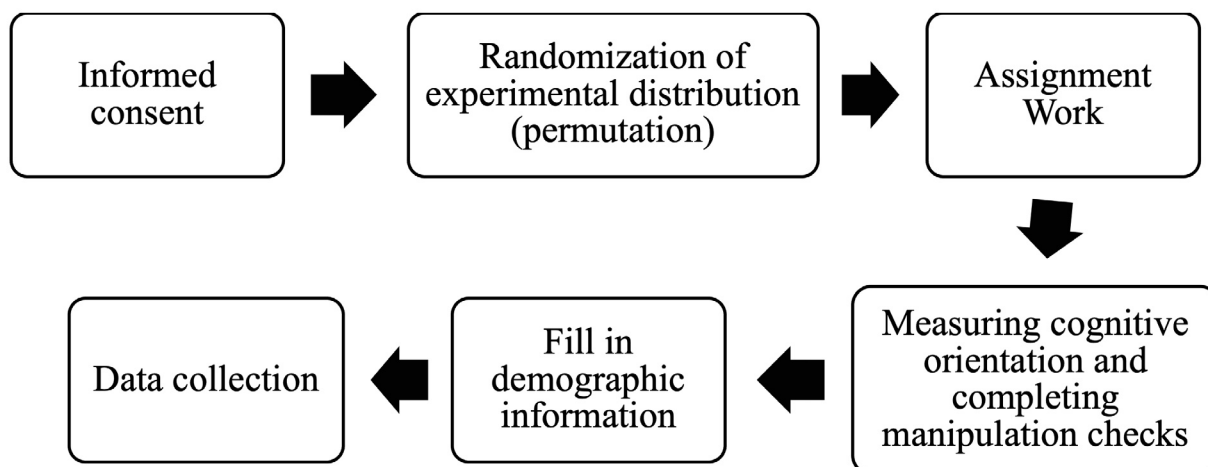 Informed
consent
Randomization of
experimental distribution
(permutation)
Assignment
Work
Measuring cognitive
orientation and
completing
manipulation checks
Fill in
demographic
information
Data collection